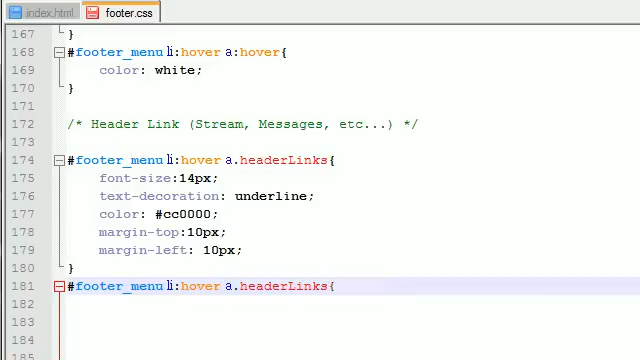 index.html footer.css
167 }
168 #footer_menu li:hover a:hover{
169 color: white;
170 }
171
172 /* Header Link (Stream, Messages, etc...) */
173
174 #footer_menu li:hover a.headerLinks{
175 font-size:14px;
176 text-decoration: underline;
177 color: #cc0000;
178 margin-top:10px;
179 margin-left: 10px;
180 }
181 #footer_menu li:hover a.headerLinks{
182
183
184
185